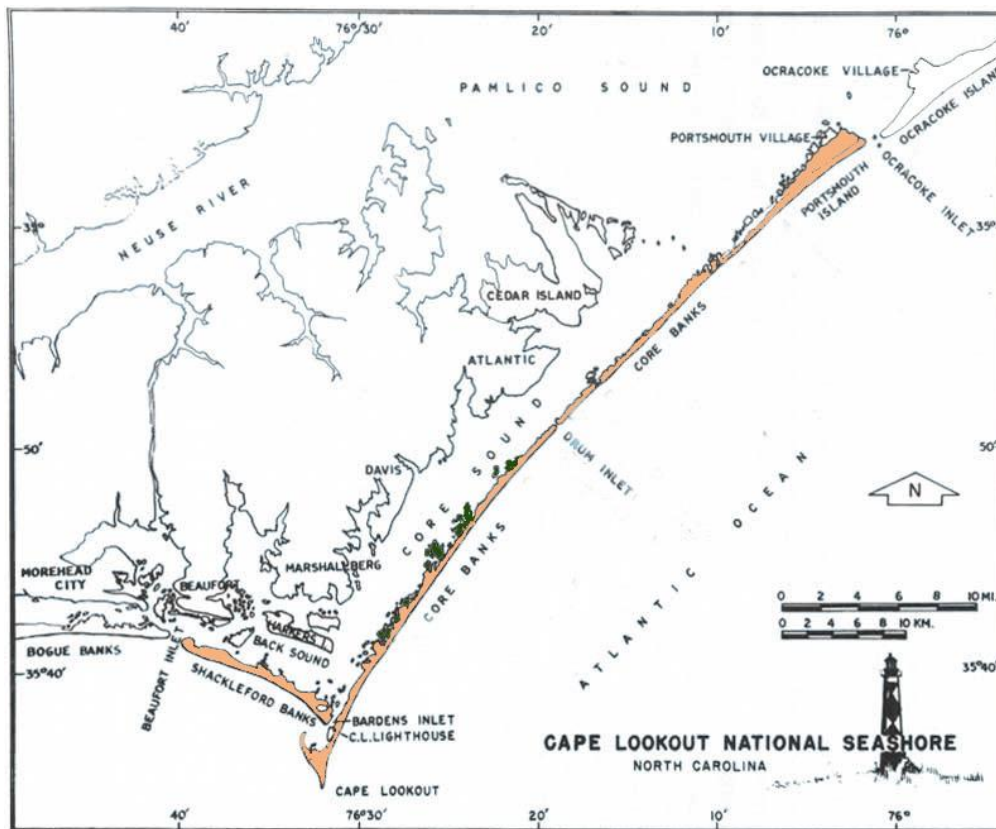 40'
76°30'
20'
10'
76°
OCRACOKE VILLAGE
PAMLICO SOUND
OCRACOKE ISLAND
PORTSMOUTH VILLAGE
OCRACOKE INLET
PORTSMOUTH
ISLAND
NEUSE RIVER
35°
35°
CEDAR ISLAND
CORE BANKS
ATLANTIC
CORE SOUND
DRUM INLET
50'
50'
DAVIS
N
ATLANTIC OCEAN
MARSHALLBERG
CORE BANKS
MOREHEAD
CITY
BEAUFORT
HARKERS I.
BACK SOUND
BOGUE BANKS
BEAUFORT INLET
SHACKLEFORD BANKS
0 2 4 6 8 10 MI.
0 2 4 6 8 10 KM.
35°40'
35°40'
BARDENS INLET
C.L.LIGHTHOUSE
CAPE LOOKOUT
CAPE LOOKOUT NATIONAL SEASHORE
NORTH CAROLINA
40'
76°30'
20'
10'
76°